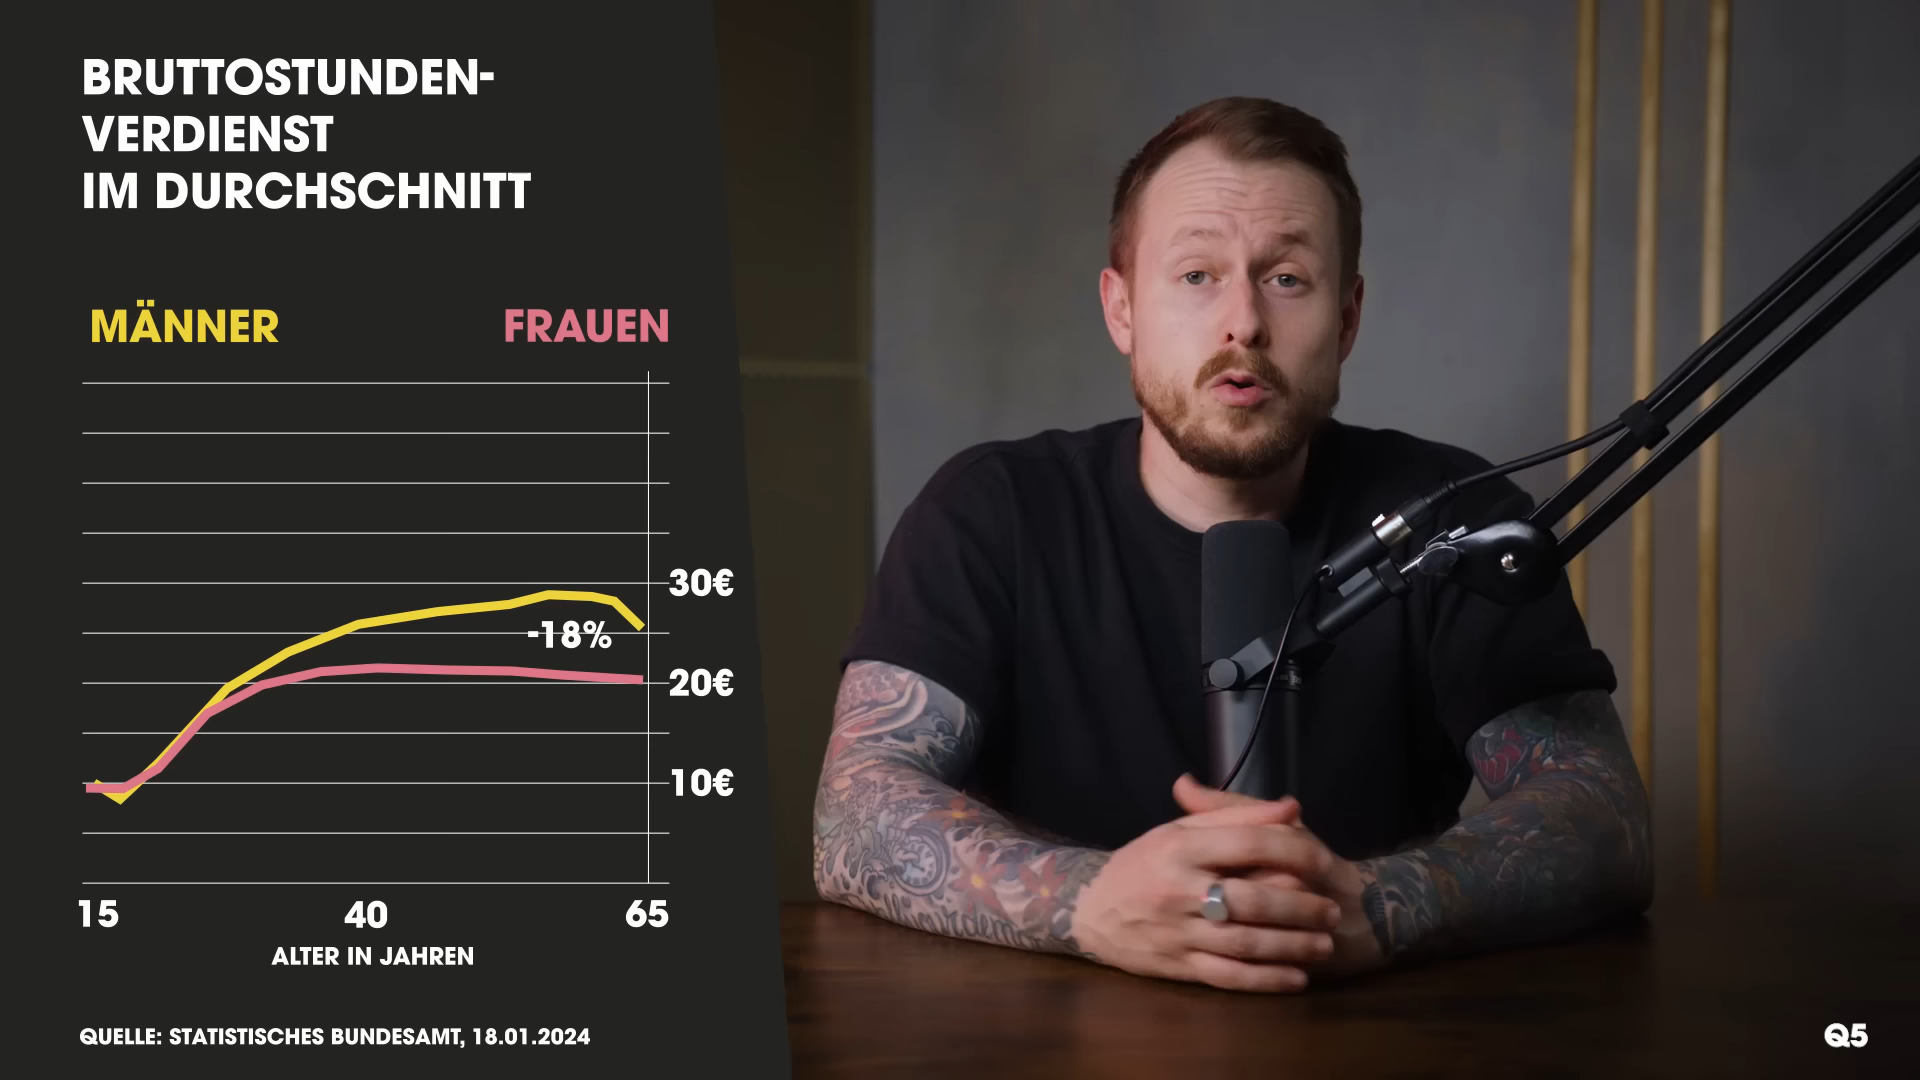 BRUTTOSTUNDEN-
VERDIENST
IM DURCHSCHNITT
MÄNNER
FRAUEN
30€
-18%
20€
10€
15
40
65
ALTER IN JAHREN
QUELLE: STATISTISCHES BUNDESAMT, 18.01.2024
Q5